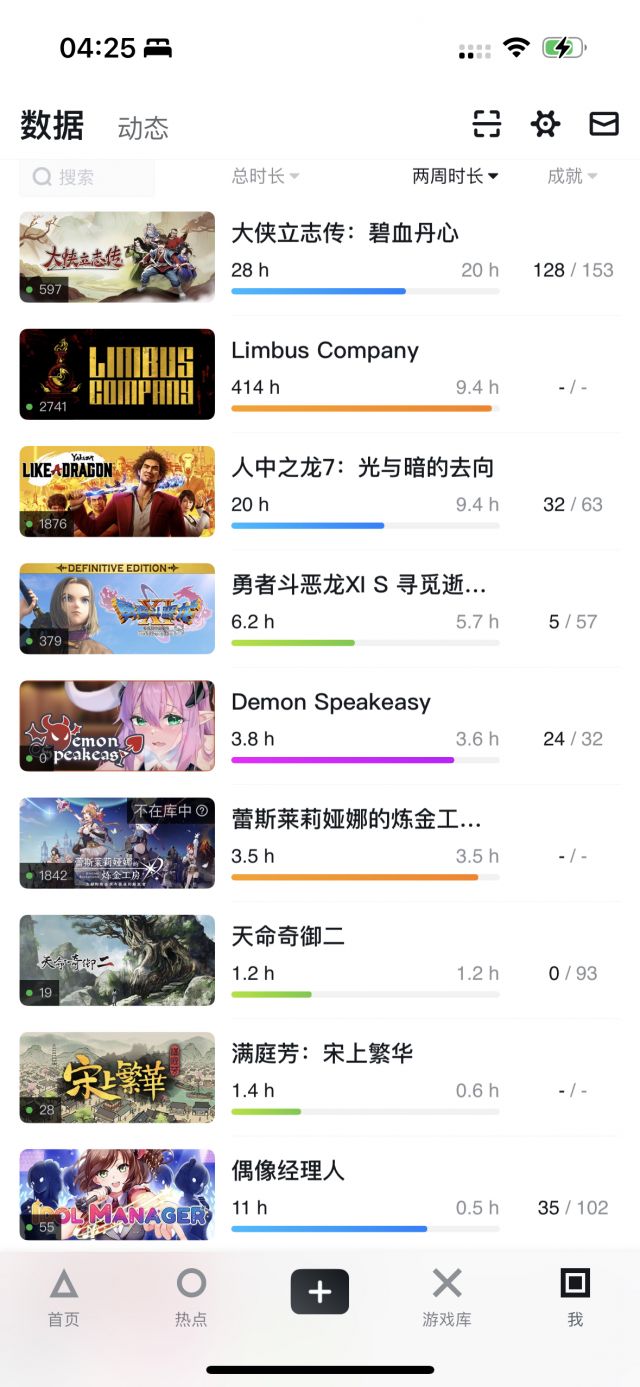 04:25
数据 动态
搜索 总时长 两周时长 成就
大侠立志传
597
大侠立志传：碧血丹心
28 h 20 h 128 / 153
LIMBUS
COMPANY
2741
Limbus Company
414 h 9.4 h - / -
Yakuza
LIKE A DRAGON
1876
人中之龙7：光与暗的去向
20 h 9.4 h 32 / 63
DEFINITIVE EDITION
XI
379
勇者斗恶龙XI S 寻觅逝...
6.2 h 5.7 h 5 / 57
Demon
Speakeasy
0
Demon Speakeasy
3.8 h 3.6 h 24 / 32
不在库中
蕾斯莱莉娅娜的
炼金工房
1842
蕾斯莱莉娅娜的炼金工...
3.5 h 3.5 h - / -
天命奇御二
19
天命奇御二
1.2 h 1.2 h 0 / 93
满庭芳
宋上繁華
28
满庭芳：宋上繁华
1.4 h 0.6 h - / -
IDOL MANAGER
55
偶像经理人
11 h 0.5 h 35 / 102
首页 热点 游戏库 我